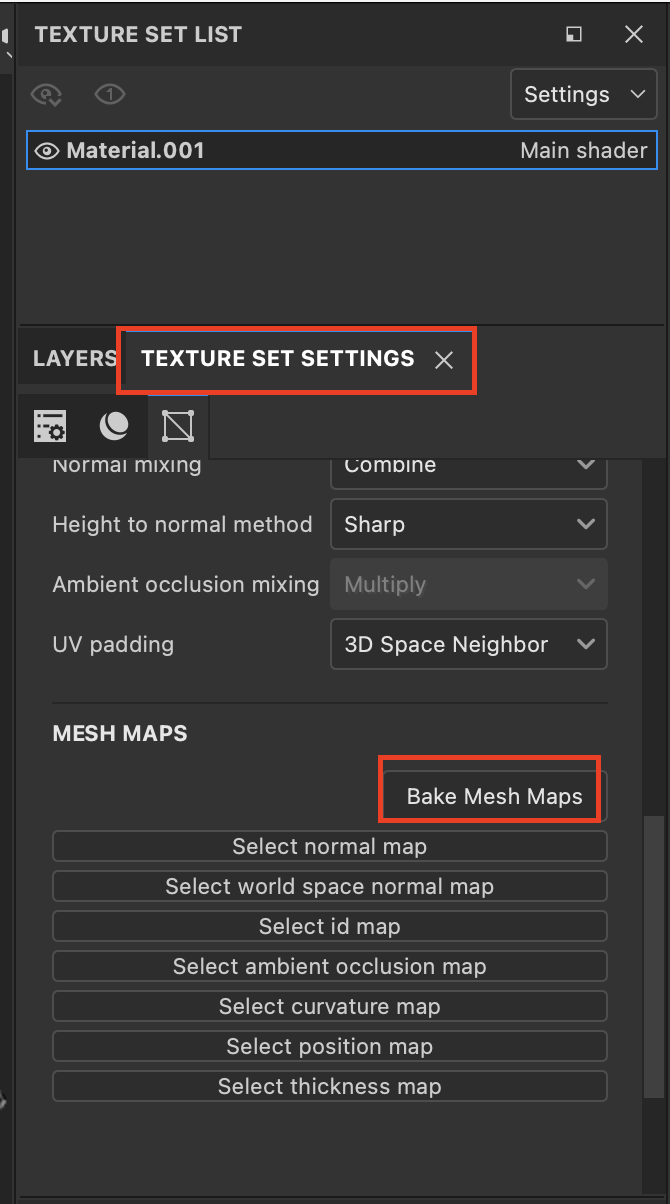 TEXTURE SET LIST
1
Settings
Material.001 Main shader
LAYERS TEXTURE SET SETTINGS
Normal mixing Combine
Height to normal method Sharp
Ambient occlusion mixing Multiply
UV padding 3D Space Neighbor
MESH MAPS
Bake Mesh Maps
Select normal map
Select world space normal map
Select id map
Select ambient occlusion map
Select curvature map
Select position map
Select thickness map